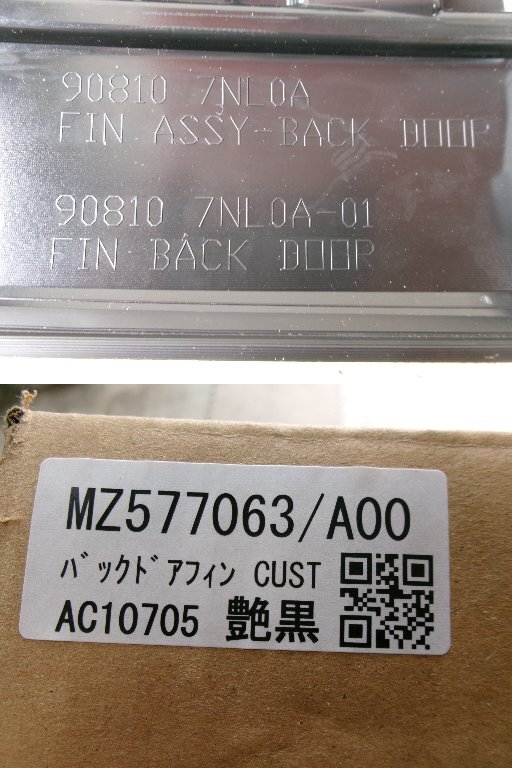 90810 7NL0A
FIN ASSY-BACK DOOR
90810 7NL0A-01
FIN BACK DOOR
MZ577063/A00
ﾊﾞｯｸﾄﾞｱﾌｨﾝ CUST
AC10705 艶黒